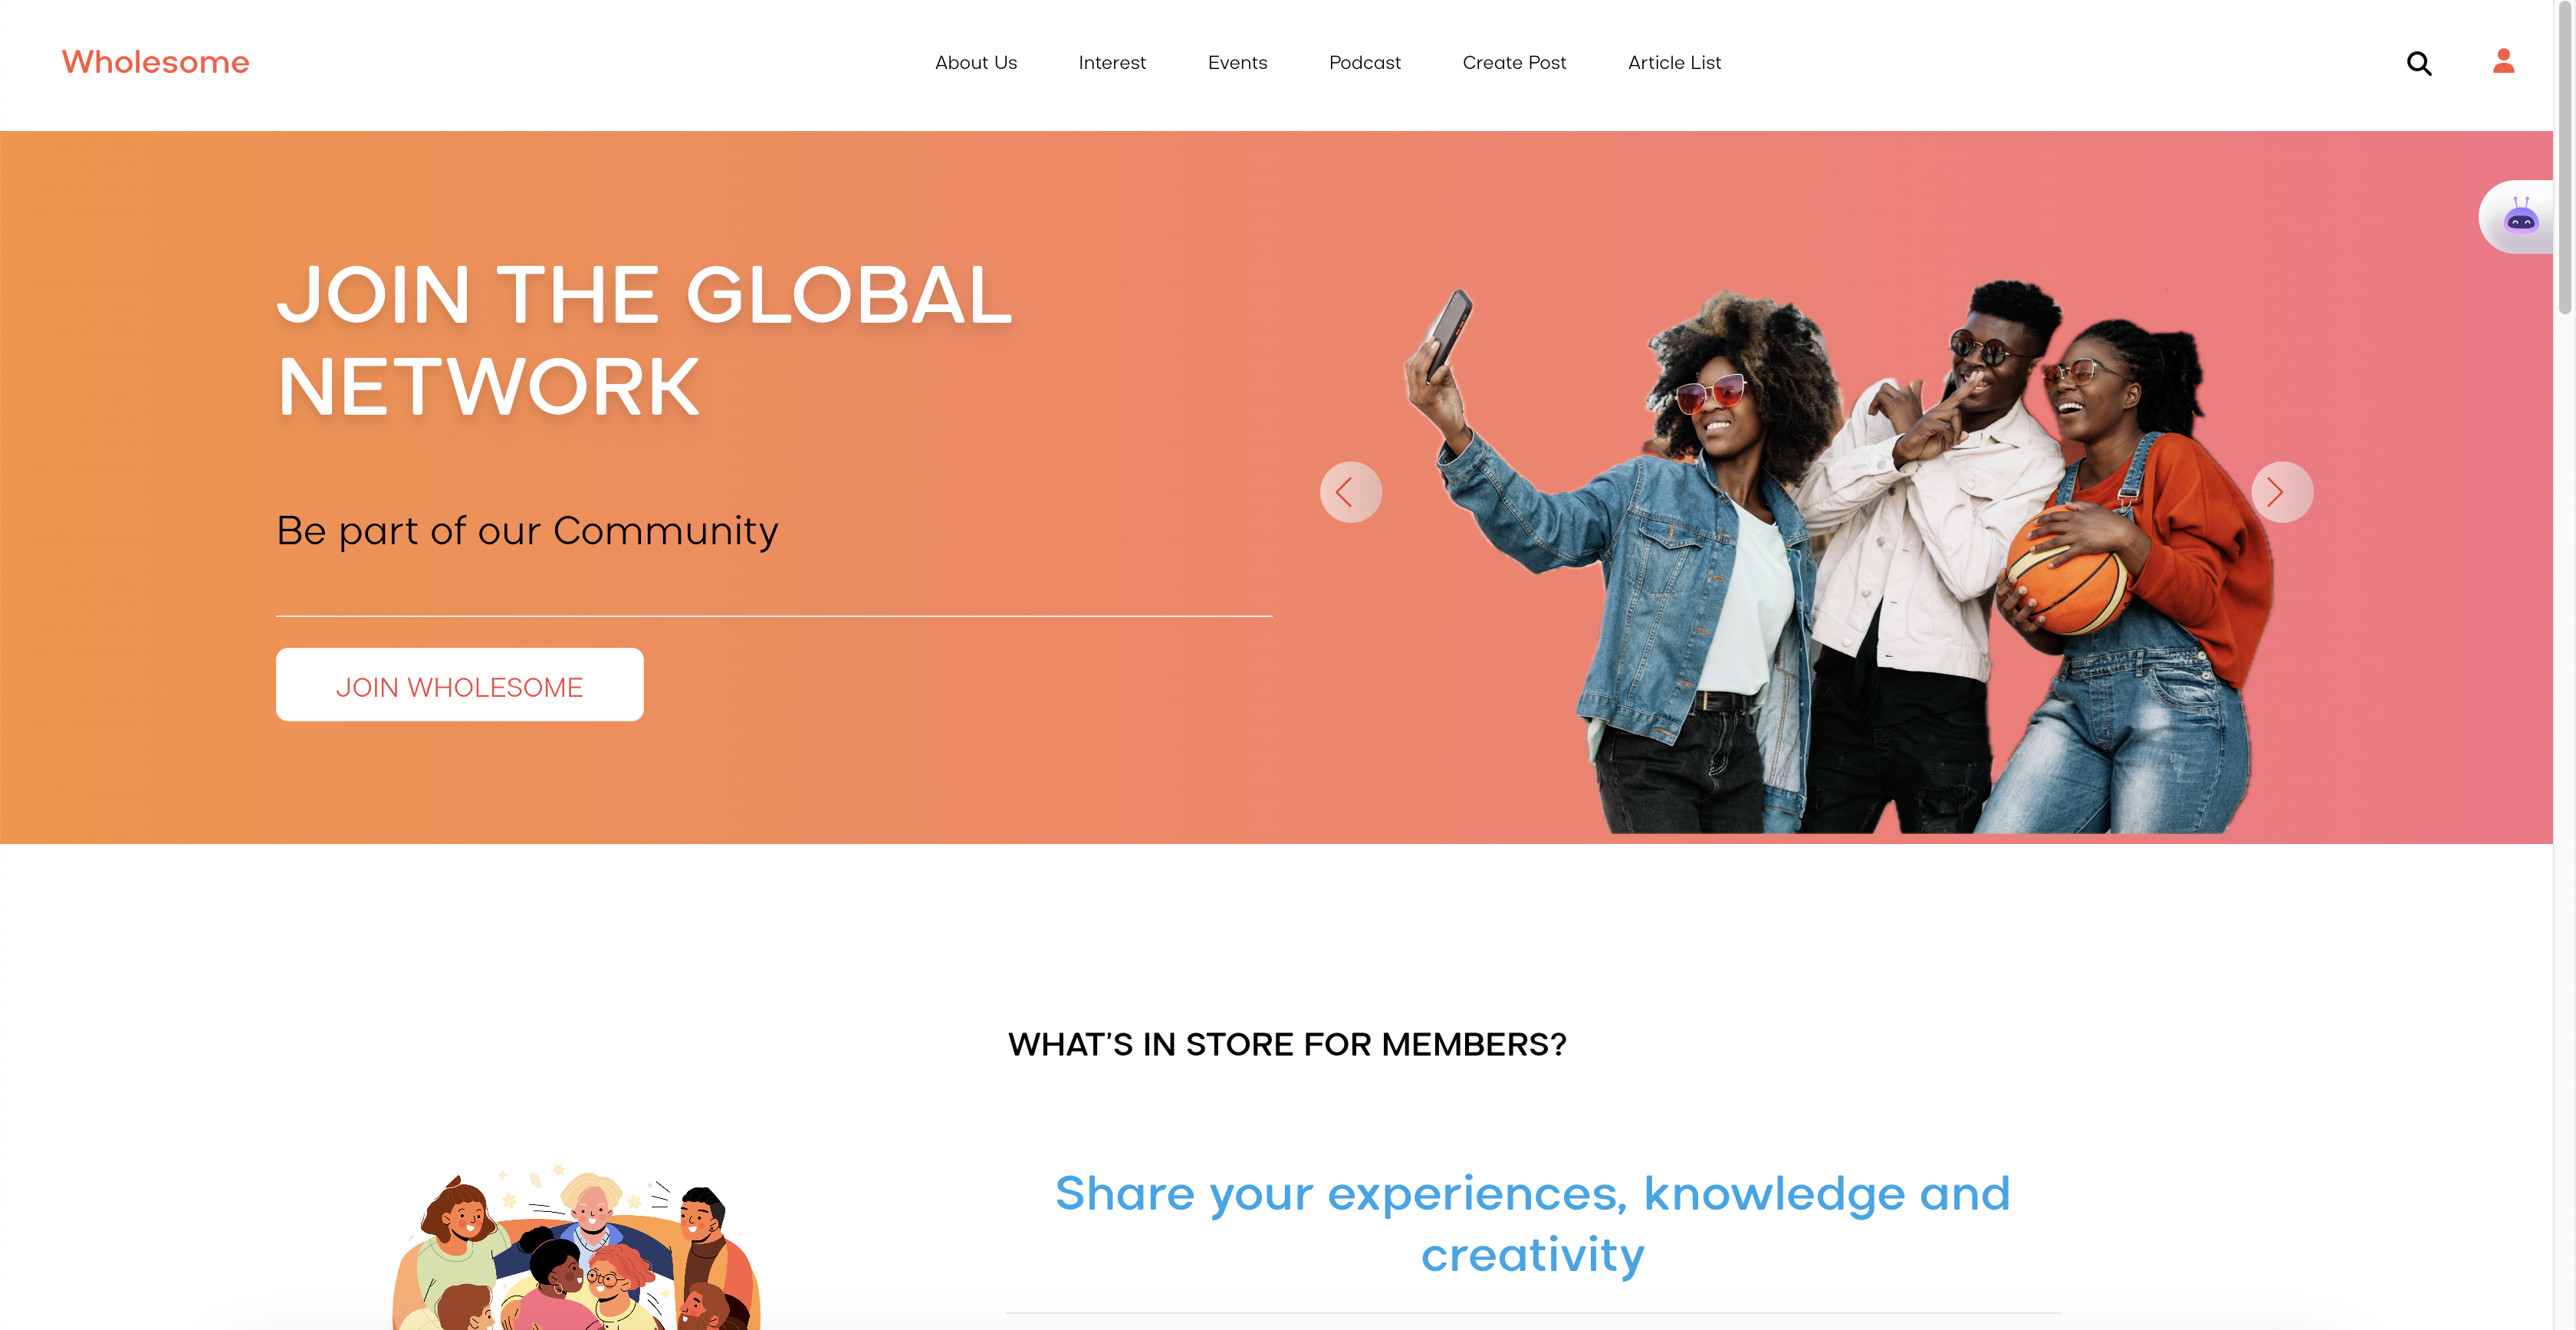 Wholesome
About Us
Interest
Events
Podcast
Create Post
Article List
JOIN THE GLOBAL
NETWORK
Be part of our Community
JOIN WHOLESOME
WHAT'S IN STORE FOR MEMBERS?
Share your experiences, knowledge and
creativity